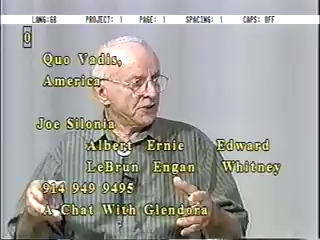 LANG:GB PROJECT: 1 PAGE: 1 SPACING: 1 CAPS: OFF
0
Quo Vadis,
America
Joe Silonia
Albert Ernie Edward
LeBrun Engan Whitney
914 949 9495
A Chat With Glendora